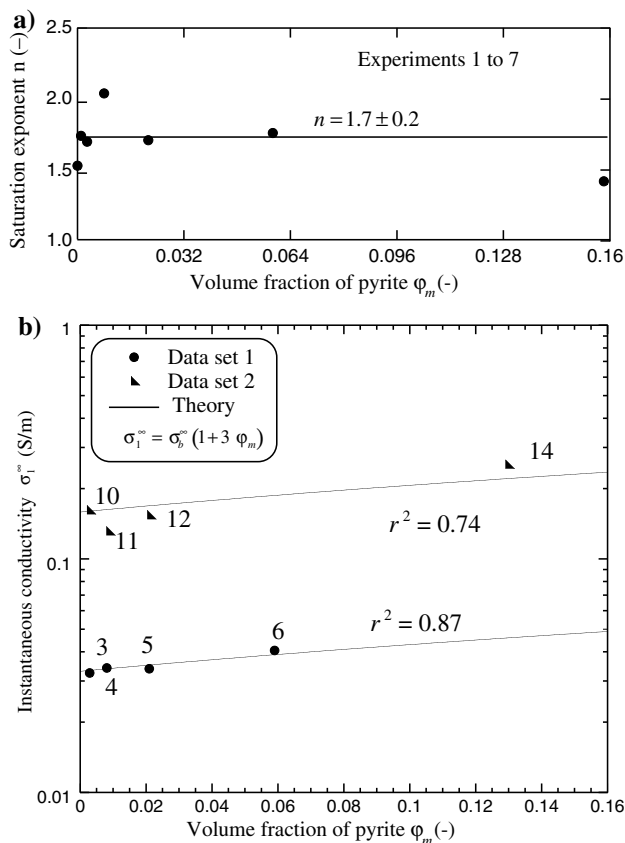 a)
Saturation exponent n (–)
2.5
2.0
1.5
1.0
Experiments 1 to 7
n = 1.7 ± 0.2
0
0.032
0.064
0.096
0.128
0.16
Volume fraction of pyrite φₘ(-)
b)
Instantaneous conductivity σ₁^∞ (S/m)
1
0.1
0.01
Data set 1
Data set 2
Theory
σ₁^∞ = σ_b^∞ (1+3 φₘ)
10
11
12
14
r² = 0.74
3
4
5
6
r² = 0.87
0
0.02
0.04
0.06
0.08
0.1
0.12
0.14
0.16
Volume fraction of pyrite φₘ(-)